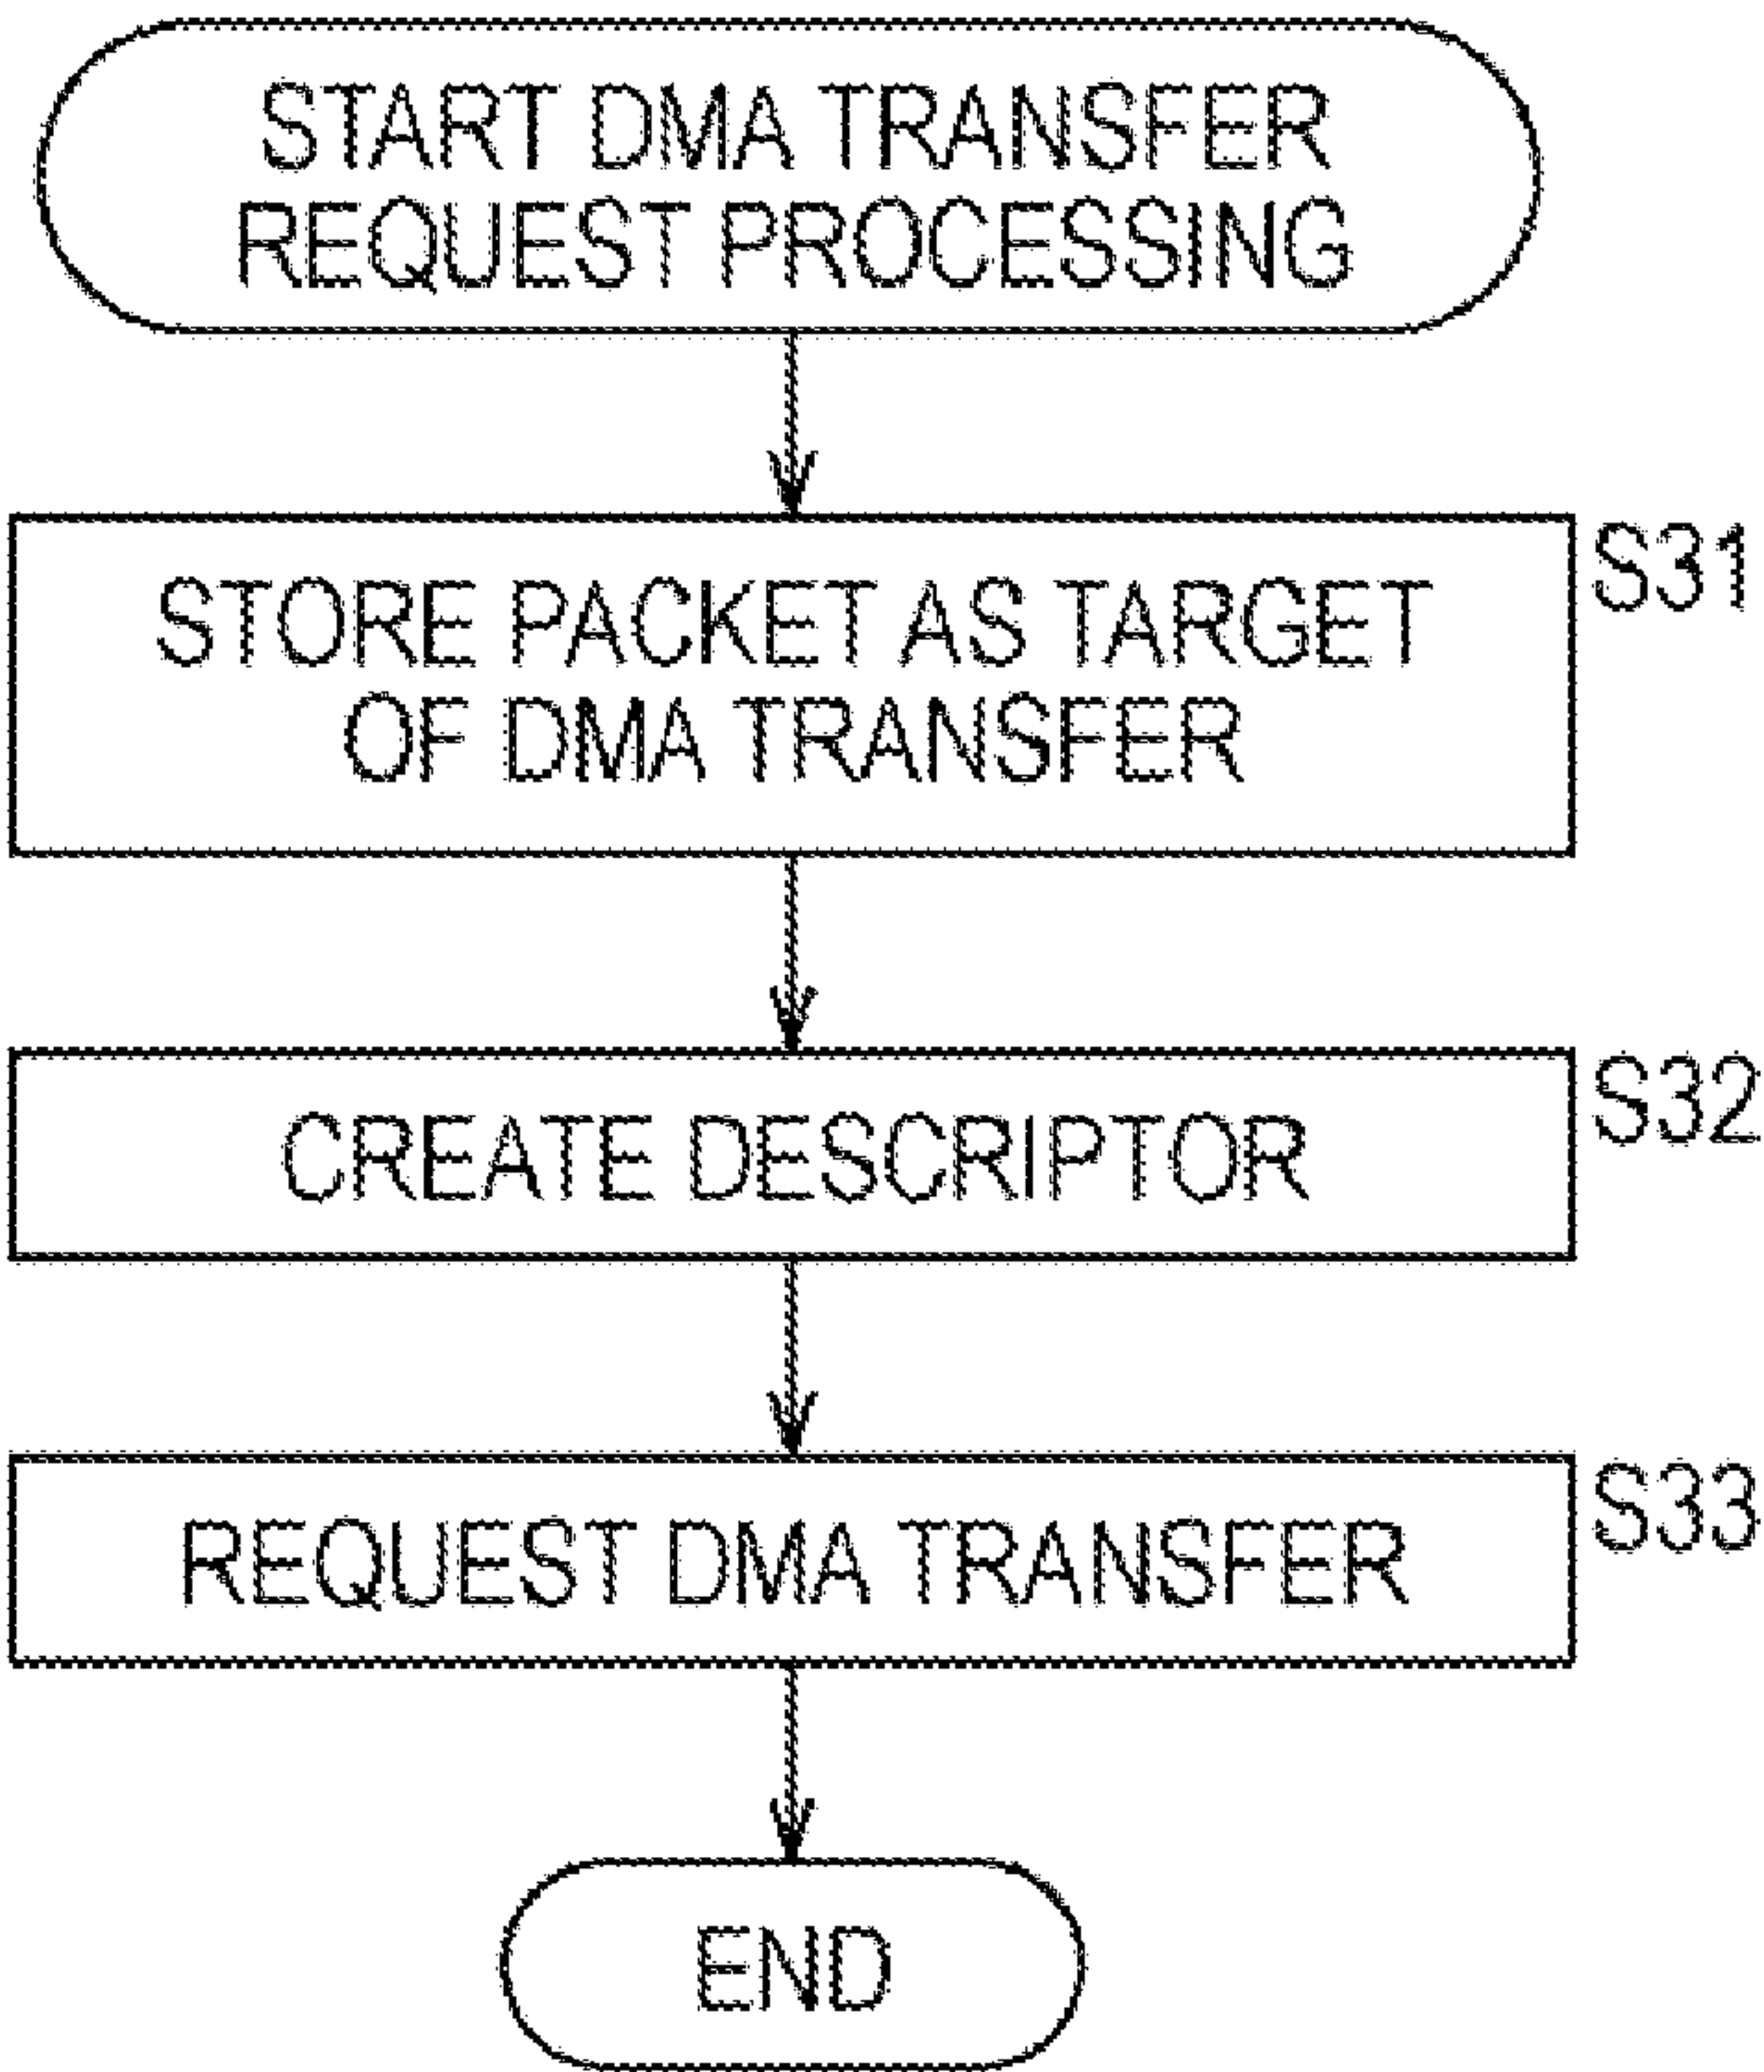 START DMA TRANSFER
REQUEST PROCESSING
S31
STORE PACKET AS TARGET
OF DMA TRANSFER
S32
CREATE DESCRIPTOR
S33
REQUEST DMA TRANSFER
END